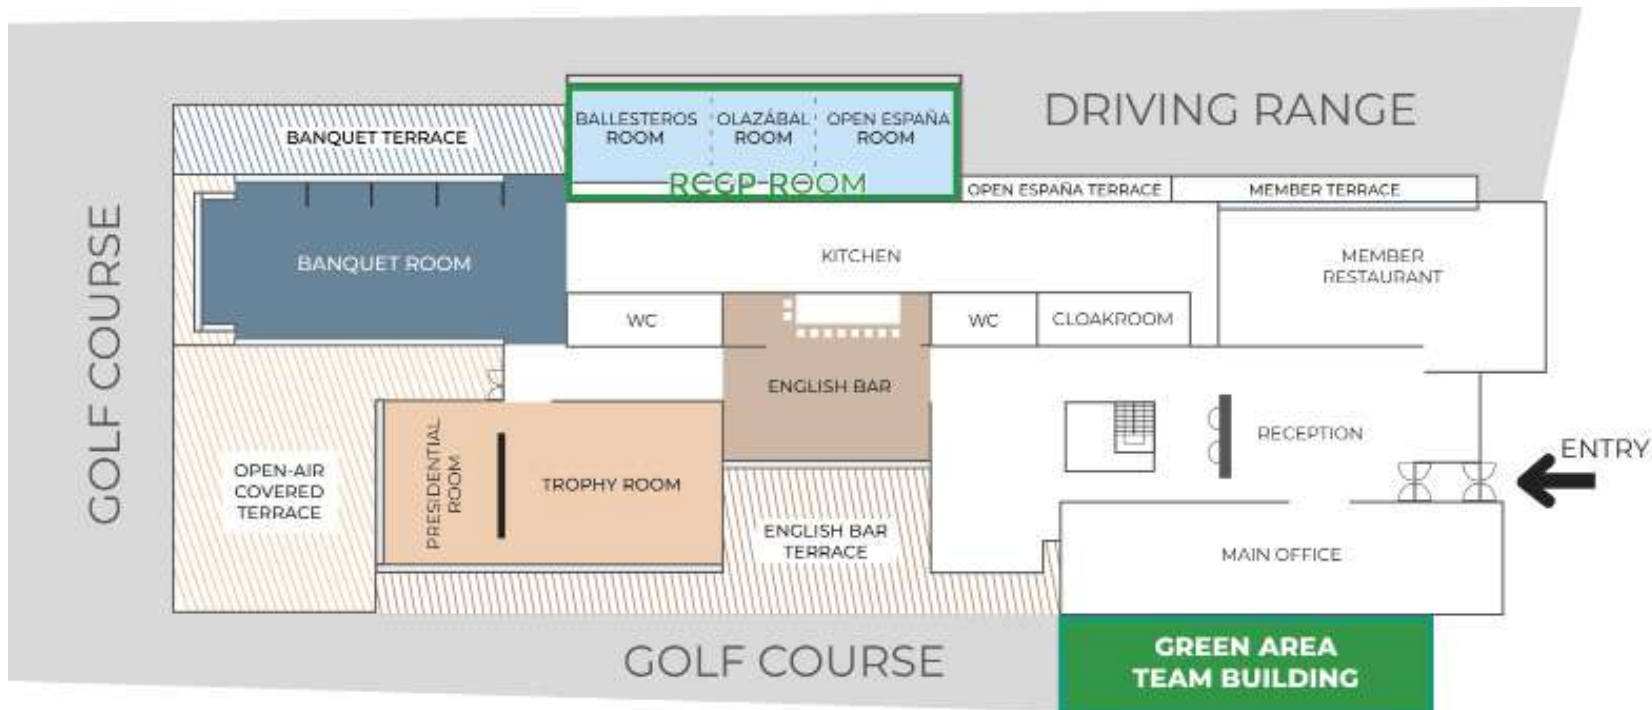 DRIVING RANGE
BALLESTEROS
ROOM
OLAZÁBAL
ROOM
OPEN ESPAÑA
ROOM
BANQUET TERRACE
RCGP ROOM
OPEN ESPAÑA TERRACE
MEMBER TERRACE
GOLF COURSE
BANQUET ROOM
KITCHEN
MEMBER
RESTAURANT
WC
WC
CLOAKROOM
ENGLISH BAR
RECEPTION
ENTRY
OPEN-AIR
COVERED
TERRACE
PRESIDENTIAL
ROOM
TROPHY ROOM
ENGLISH BAR
TERRACE
MAIN OFFICE
GOLF COURSE
GREEN AREA
TEAM BUILDING